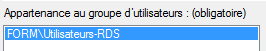 Appartenance au groupe d'utilisateurs : (obligatoire)
FORM\Utilisateurs-RDS